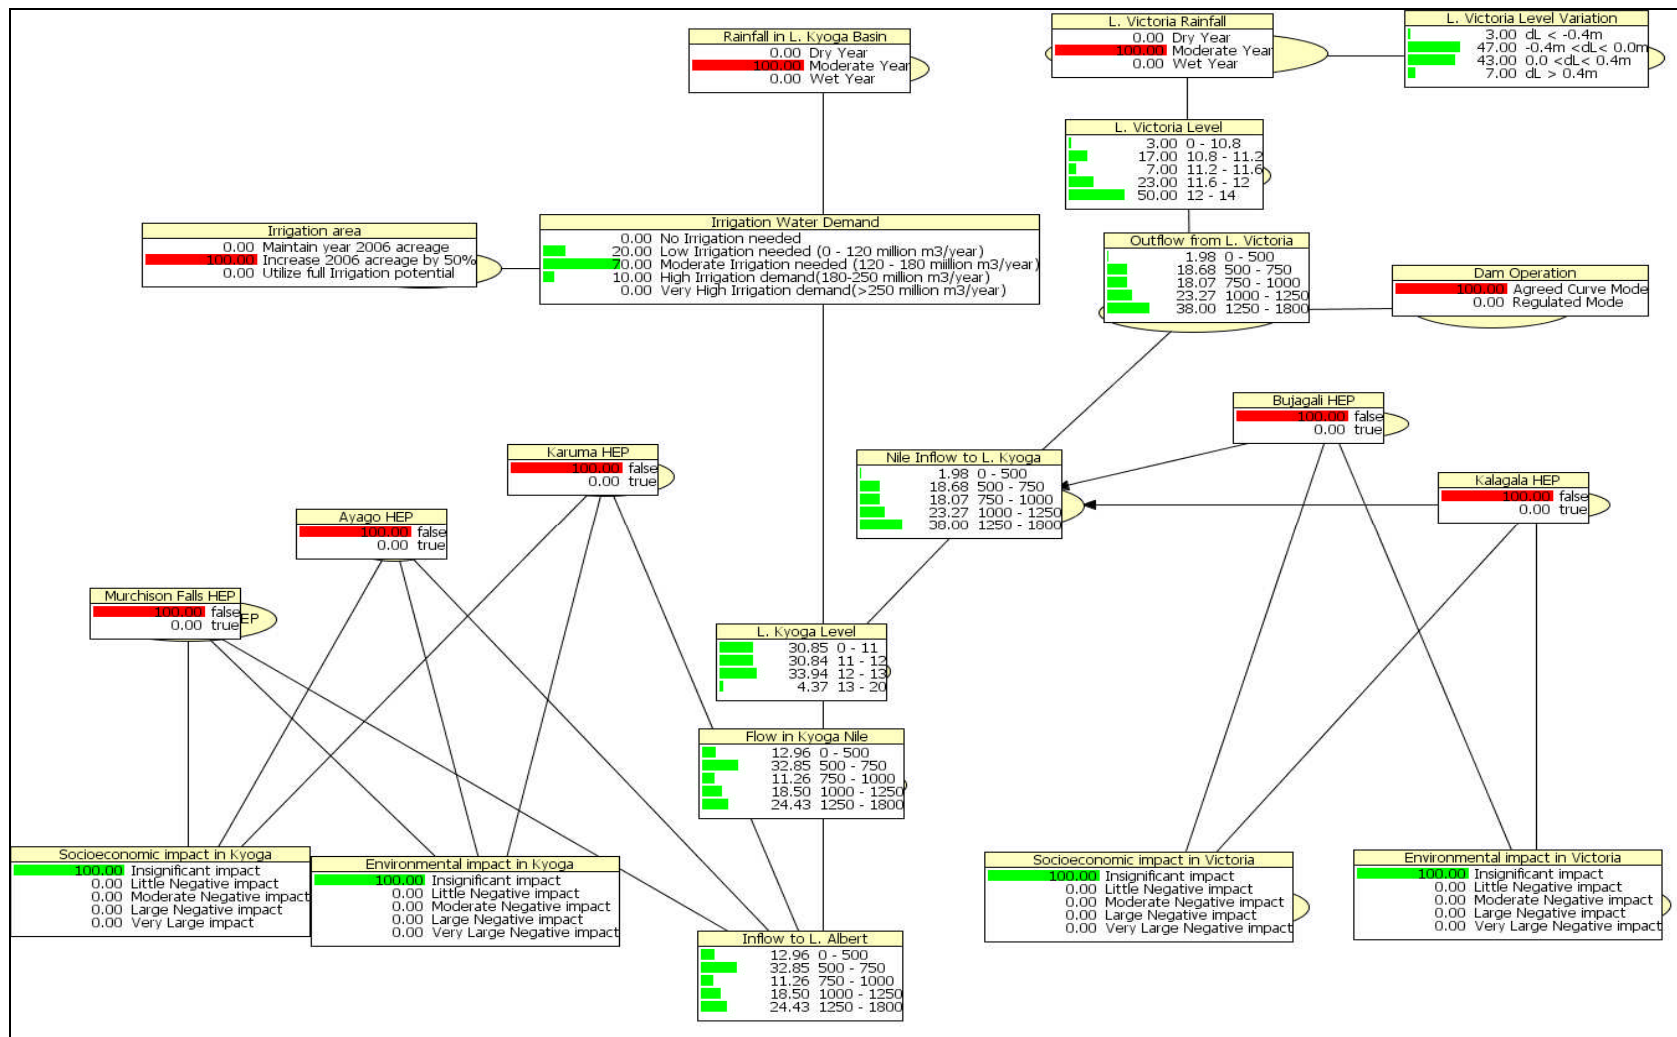 Rainfall in L. Kyoga Basin
0.00 Dry Year
100.00 Moderate Year
0.00 Wet Year
L. Victoria Rainfall
0.00 Dry Year
100.00 Moderate Year
0.00 Wet Year
L. Victoria Level Variation
3.00 dL < -0.4m
47.00 -0.4m <dL< 0.0m
43.00 0.0 <dL< 0.4m
7.00 dL > 0.4m
L. Victoria Level
3.00 0 - 10.8
17.00 10.8 - 11.2
7.00 11.2 - 11.6
23.00 11.6 - 12
50.00 12 - 14
Irrigation area
0.00 Maintain year 2006 acreage
100.00 Increase 2006 acreage by 50%
0.00 Utilize full Irrigation potential
Irrigation Water Demand
0.00 No Irrigation needed
20.00 Low Irrigation needed (0 - 120 million m3/year)
70.00 Moderate Irrigation needed (120 - 180 miillion m3/year)
10.00 High Irrigation demand(180-250 million m3/year)
0.00 Very High Irrigation demand(>250 million m3/year)
Outflow from L. Victoria
1.98 0 - 500
18.68 500 - 750
18.07 750 - 1000
23.27 1000 - 1250
38.00 1250 - 1800
Dam Operation
100.00 Agreed Curve Mode
0.00 Regulated Mode
Bujagali HEP
100.00 false
0.00 true
Karuma HEP
100.00 false
0.00 true
Nile Inflow to L. Kyoga
1.98 0 - 500
18.68 500 - 750
18.07 750 - 1000
23.27 1000 - 1250
38.00 1250 - 1800
Kalagala HEP
100.00 false
0.00 true
Ayago HEP
100.00 false
0.00 true
Murchison Falls HEP
100.00 false
0.00 true
EP
L. Kyoga Level
30.85 0 - 11
30.84 11 - 12
33.94 12 - 13
4.37 13 - 20
Flow in Kyoga Nile
12.96 0 - 500
32.85 500 - 750
11.26 750 - 1000
18.50 1000 - 1250
24.43 1250 - 1800
Socioeconomic impact in Kyoga
100.00 Insignificant impact
0.00 Little Negative impact
0.00 Moderate Negative impact
0.00 Large Negative impact
0.00 Very Large impact
Environmental impact in Kyoga
100.00 Insignificant impact
0.00 Little Negative impact
0.00 Moderate Negative impact
0.00 Large Negative impact
0.00 Very Large Negative impact
Socioeconomic impact in Victoria
100.00 Insignificant impact
0.00 Little Negative impact
0.00 Moderate Negative impact
0.00 Large Negative impact
0.00 Very Large Negative impact
Environmental impact in Victoria
100.00 Insignificant impact
0.00 Little Negative impact
0.00 Moderate Negative impact
0.00 Large Negative impact
0.00 Very Large Negative impact
Inflow to L. Albert
12.96 0 - 500
32.85 500 - 750
11.26 750 - 1000
18.50 1000 - 1250
24.43 1250 - 1800